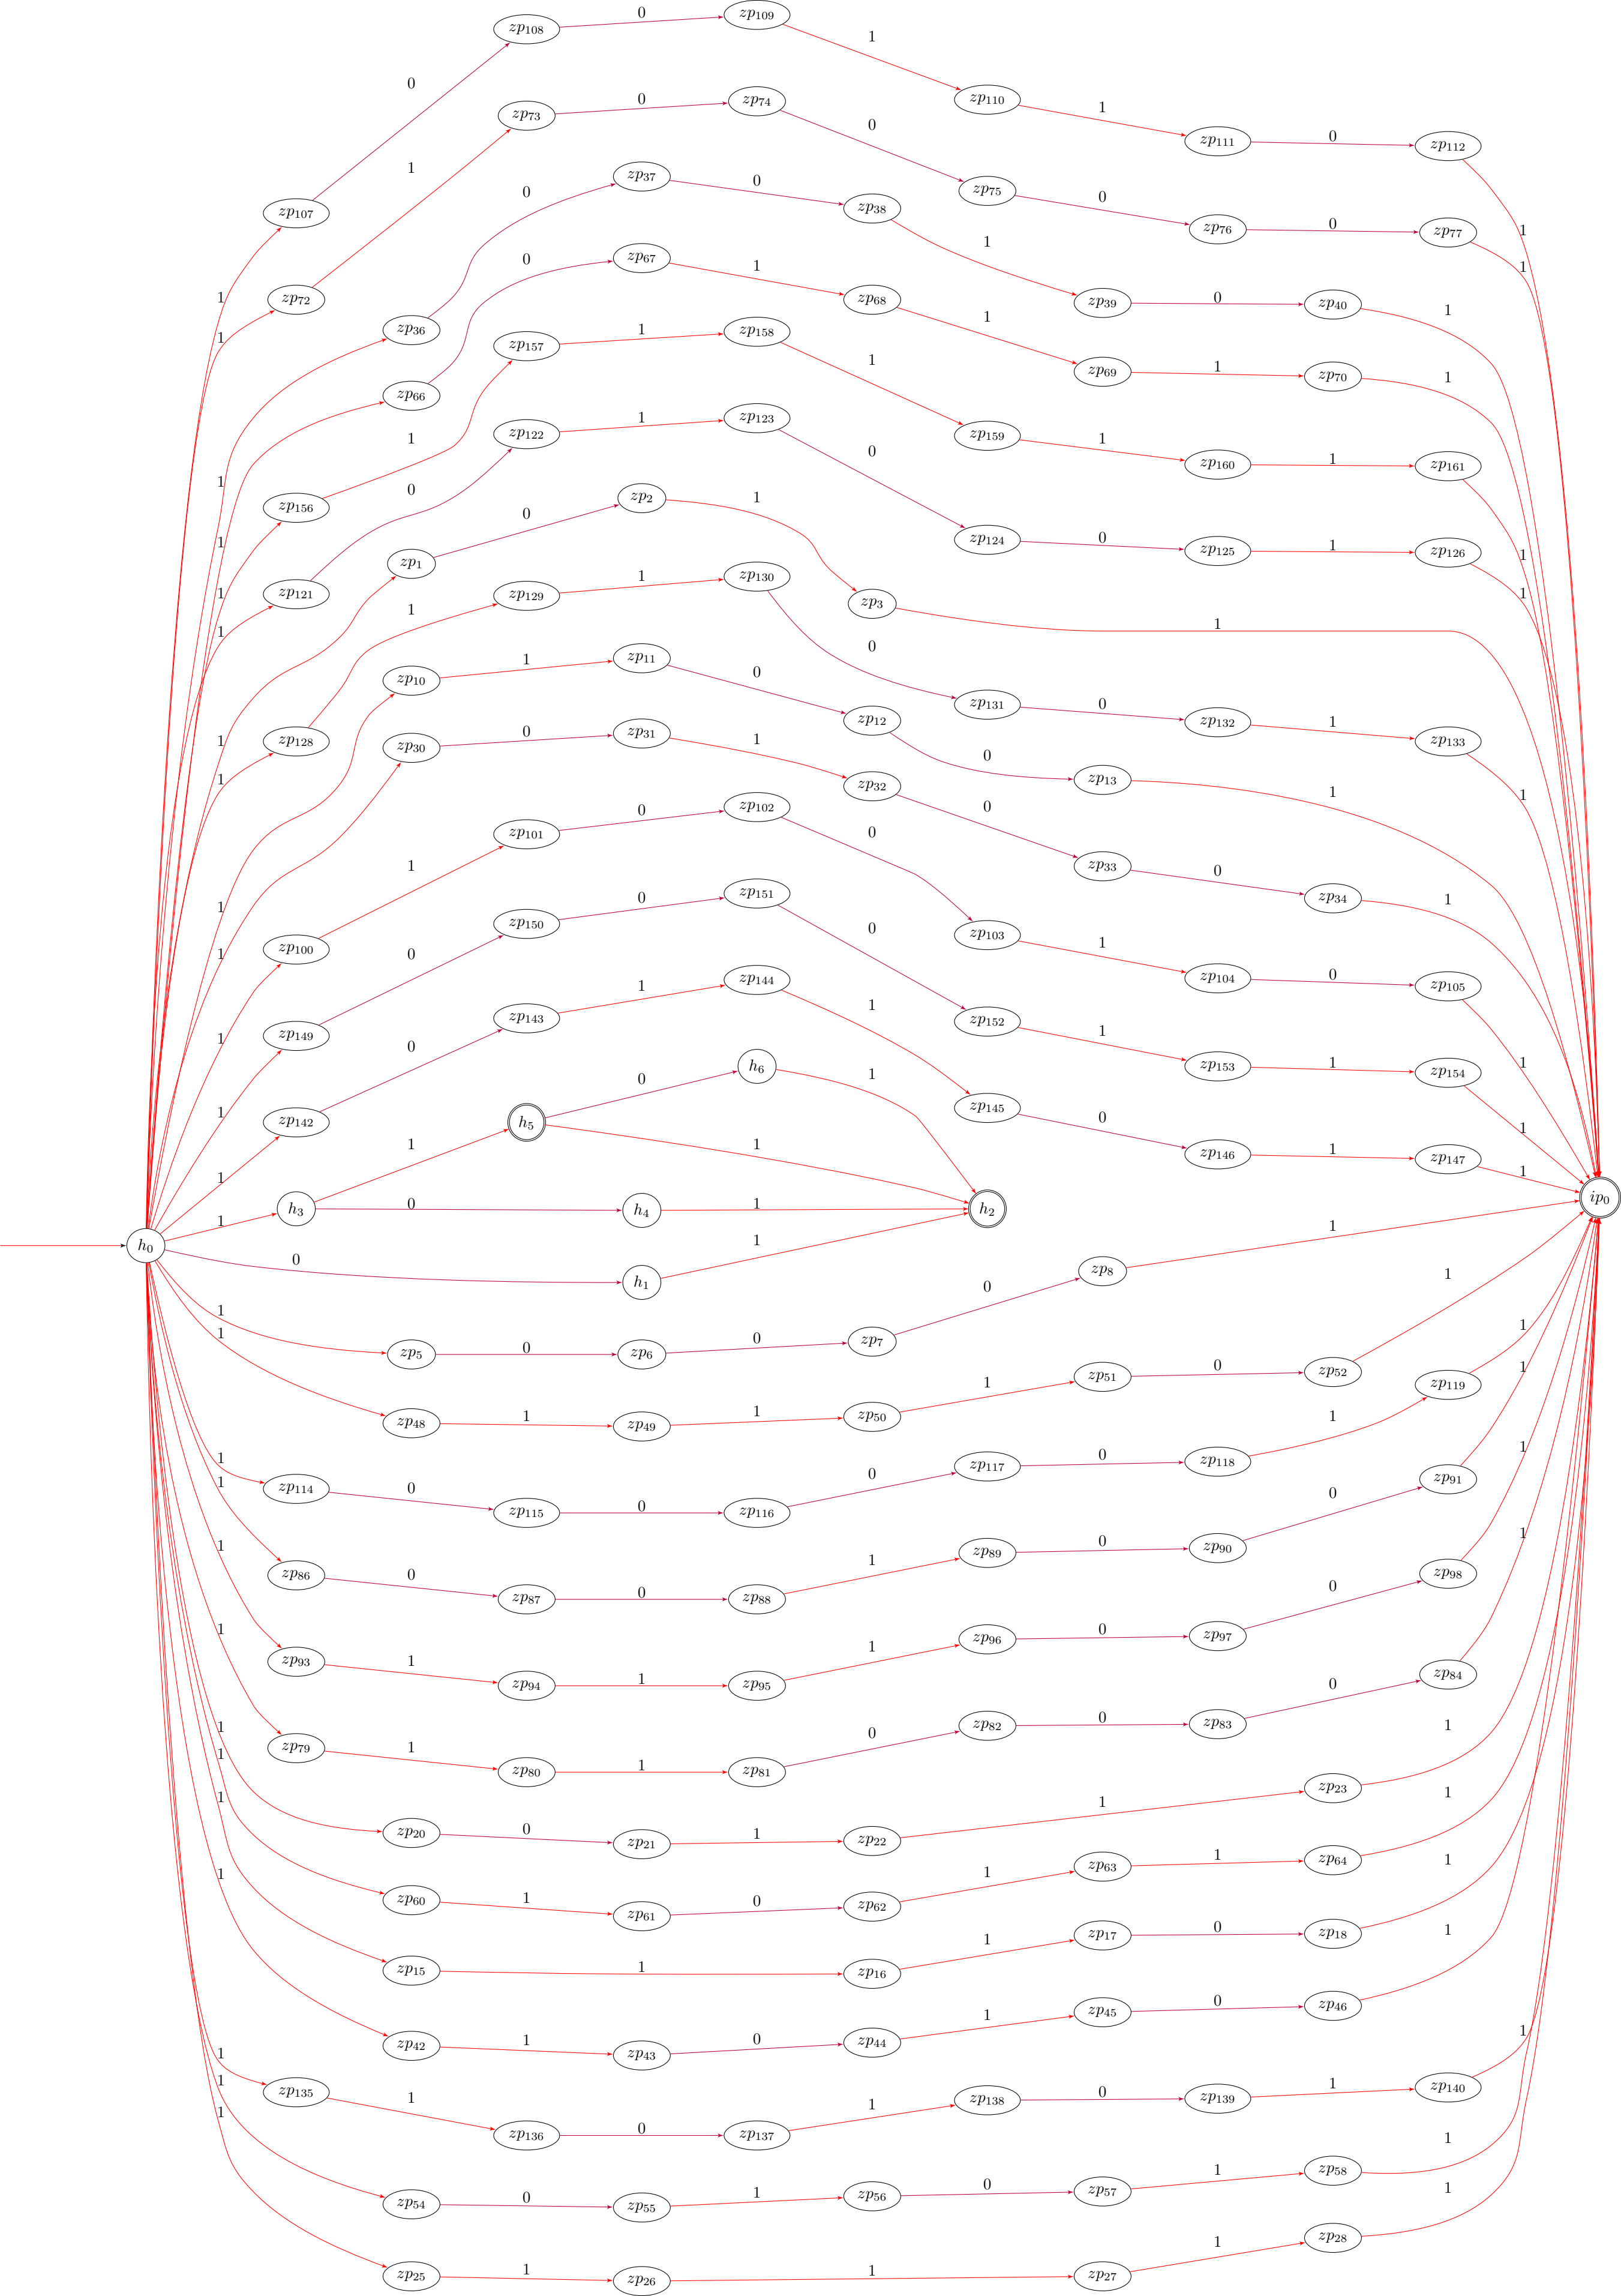 1 zp₁₀₇ 0 zp₁₀₈ 0 zp₁₀₉ 1 zp₁₁₀ 1 zp₁₁₁ 0 zp₁₁₂ 1
1 zp₇₂ 1 zp₇₃ 0 zp₇₄ 0 zp₇₅ 0 zp₇₆ 0 zp₇₇ 1
1 zp₃₆ 0 zp₃₇ 0 zp₃₈ 1 zp₃₉ 0 zp₄₀ 1
1 zp₆₆ 0 zp₆₇ 1 zp₆₈ 1 zp₆₉ 1 zp₇₀ 1
1 zp₁₅₆ 1 zp₁₅₇ 1 zp₁₅₈ 1 zp₁₅₉ 1 zp₁₆₀ 1 zp₁₆₁ 1
1 zp₁₂₁ 0 zp₁₂₂ 1 zp₁₂₃ 0 zp₁₂₄ 0 zp₁₂₅ 1 zp₁₂₆ 1
1 zp₁ 0 zp₂ 1 zp₃ 1
1 zp₁₂₈ 1 zp₁₂₉ 1 zp₁₃₀ 0 zp₁₃₁ 0 zp₁₃₂ 1 zp₁₃₃ 1
1 zp₁₀ 1 zp₁₁ 0 zp₁₂ 0 zp₁₃ 1
1 zp₃₀ 0 zp₃₁ 1 zp₃₂ 0 zp₃₃ 0 zp₃₄ 1
1 zp₁₀₀ 1 zp₁₀₁ 0 zp₁₀₂ 0 zp₁₀₃ 1 zp₁₀₄ 0 zp₁₀₅ 1
1 zp₁₄₉ 0 zp₁₅₀ 0 zp₁₅₁ 0 zp₁₅₂ 1 zp₁₅₃ 1 zp₁₅₄ 1
1 zp₁₄₂ 0 zp₁₄₃ 1 zp₁₄₄ 1 zp₁₄₅ 0 zp₁₄₆ 1 zp₁₄₇ 1
1 h₃ 1 h₅ 0 h₆ 1
1
0 h₄ 1 h₂
ip₀
h₀ 0 h₁ 1
1 zp₅ 0 zp₆ 0 zp₇ 0 zp₈ 1
1 zp₄₈ 1 zp₄₉ 1 zp₅₀ 1 zp₅₁ 0 zp₅₂ 1
1 zp₁₁₄ 0 zp₁₁₅ 0 zp₁₁₆ 0 zp₁₁₇ 0 zp₁₁₈ 1 zp₁₁₉ 1
1 zp₈₆ 0 zp₈₇ 0 zp₈₈ 1 zp₈₉ 0 zp₉₀ 0 zp₉₁ 1
1 zp₉₃ 1 zp₉₄ 1 zp₉₅ 1 zp₉₆ 0 zp₉₇ 0 zp₉₈ 1
1 zp₇₉ 1 zp₈₀ 1 zp₈₁ 0 zp₈₂ 0 zp₈₃ 0 zp₈₄ 1
1 zp₂₀ 0 zp₂₁ 1 zp₂₂ 1 zp₂₃ 1
1 zp₆₀ 1 zp₆₁ 0 zp₆₂ 1 zp₆₃ 1 zp₆₄ 1
1 zp₁₅ 1 zp₁₆ 1 zp₁₇ 0 zp₁₈ 1
1 zp₄₂ 1 zp₄₃ 0 zp₄₄ 1 zp₄₅ 0 zp₄₆ 1
1 zp₁₃₅ 1 zp₁₃₆ 0 zp₁₃₇ 1 zp₁₃₈ 0 zp₁₃₉ 1 zp₁₄₀ 1
1 zp₅₄ 0 zp₅₅ 1 zp₅₆ 0 zp₅₇ 1 zp₅₈ 1
1 zp₂₅ 1 zp₂₆ 1 zp₂₇ 1 zp₂₈ 1